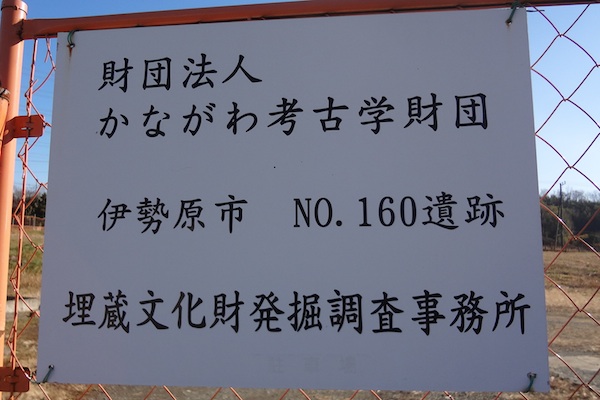 財団法人
かながわ考古学財団
伊勢原市　NO.160遺跡
埋蔵文化財発掘調査事務所